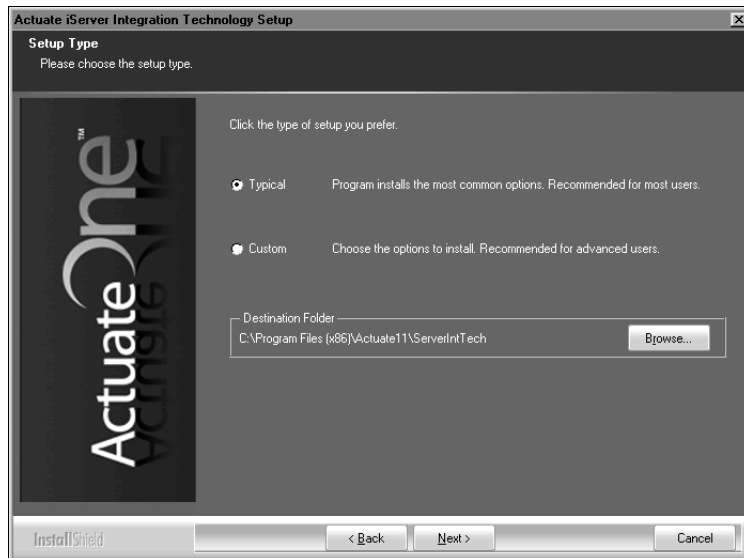 Actuate iServer Integration Technology Setup
Setup Type
Please choose the setup type.
ActuateOne™
Click the type of setup you prefer.
Typical Program installs the most common options. Recommended for most users.
Custom Choose the options to install. Recommended for advanced users.
Destination Folder
C:\Program Files (x86)\Actuate11\ServerIntTech
Browse...
InstallShield
< Back Next > Cancel